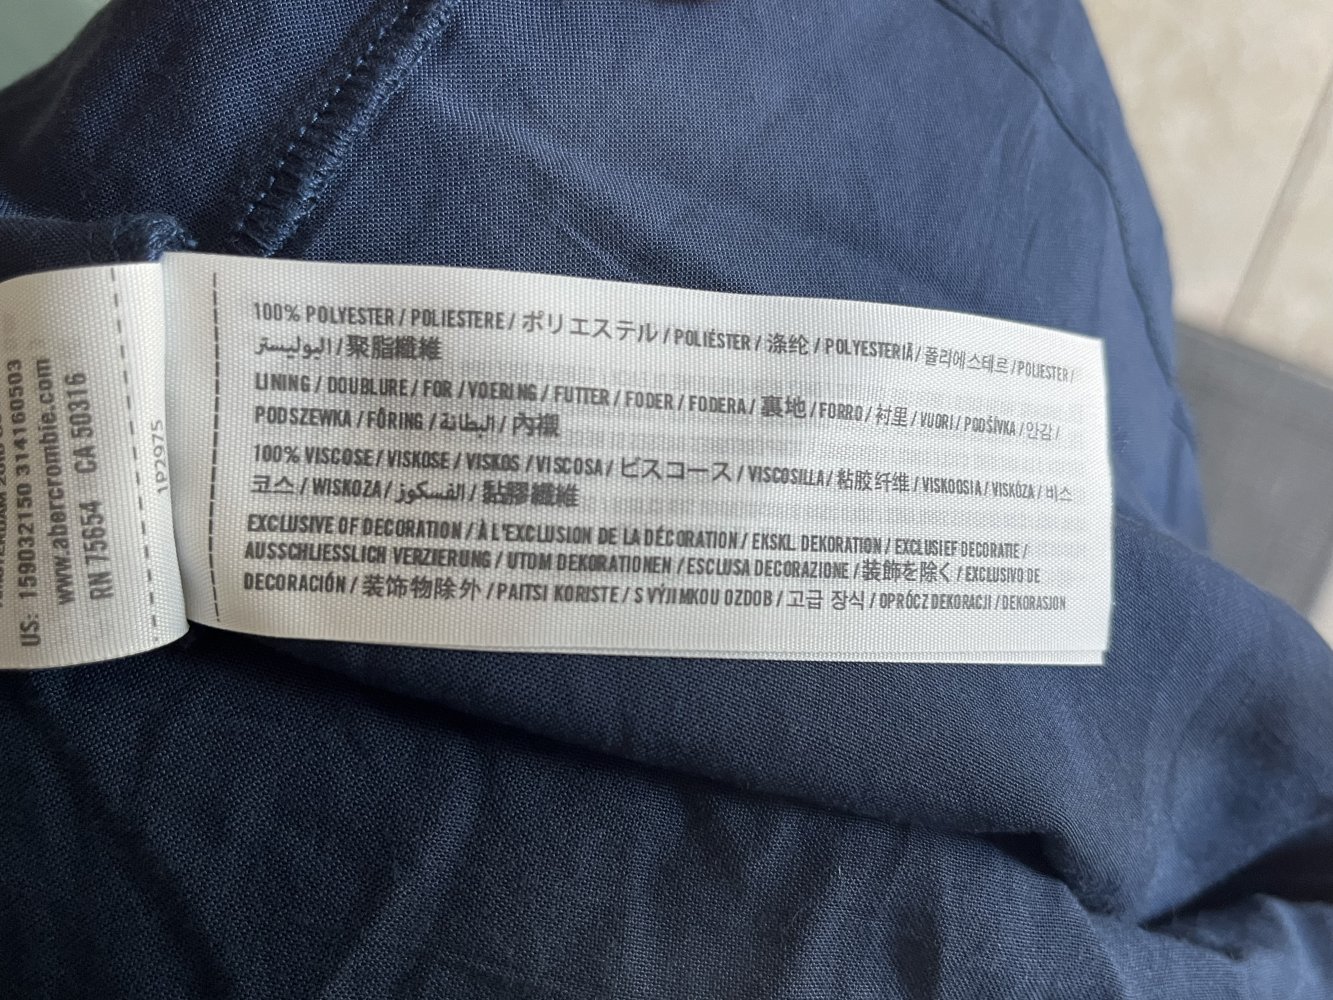 100% POLYESTER / POLIESTERE / ポリエステル / POLIÉSTER / 涤纶 / POLYESTERIÄ / 폴리에스테르 / POLIESTER /
البوليستر / 聚脂纖維
LINING / DOUBLURE / FOR / VOERING / FUTTER / FODER / FODERA / 裏地 / FORRO / 衬里 / VUORI / PODŠÍVKA / 안감 /
PODSZEWKA / FÔRING / البطانة / 內襯
100% VISCOSE / VISKOSE / VISKOS / VISCOSA / ビスコース / VISCOSILLA / 粘胶纤维 / VISKOOSIA / VISKÓZA / 비스
코스 / WISKOZA / الفسكوز / 黏膠纖維
EXCLUSIVE OF DECORATION / À L'EXCLUSION DE LA DÉCORATION / EKSKL. DEKORATION / EXCLUSIEF DECORATIE /
AUSSCHLIESSLICH VERZIERUNG / UTOM DEKORATIONEN / ESCLUSA DECORAZIONE / 装飾を除く / EXCLUSIVO DE
DECORACIÓN / 装饰物除外 / PAITSI KORISTE / S VÝJIMKOU OZDOB / 고급 장식 / OPRÓCZ DEKORACJI / DEKORASJON
US: 159032150 314160503
www.abercrombie.com
RN 75654 CA 50316
1P2975